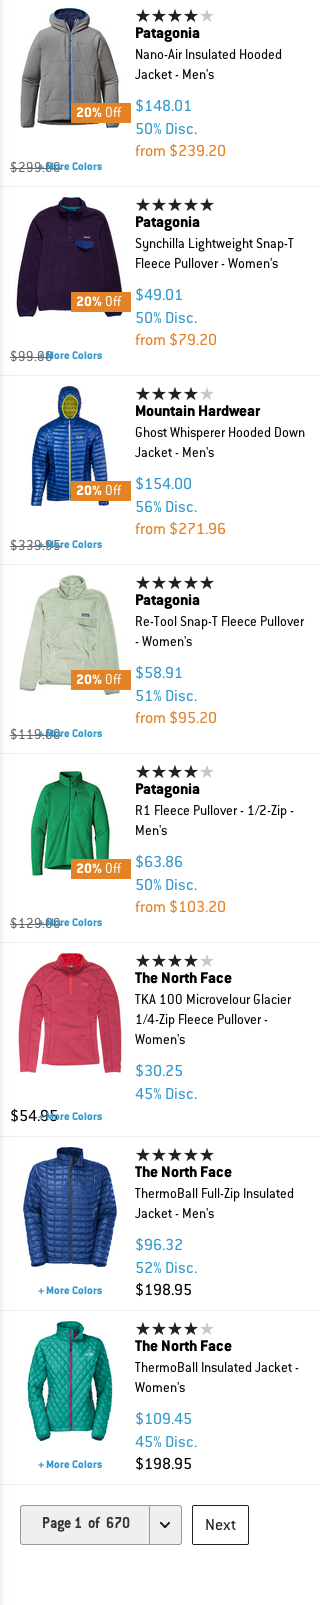 Patagonia
Nano-Air Insulated Hooded
Jacket - Men's
20% Off
$148.01
50% Disc.
from $239.20
+ More Colors
Patagonia
Synchilla Lightweight Snap-T
Fleece Pullover - Women's
20% Off
$49.01
50% Disc.
from $79.20
+ More Colors
Mountain Hardwear
Ghost Whisperer Hooded Down
Jacket - Men's
20% Off
$154.00
56% Disc.
from $271.96
$339.95
+ More Colors
Patagonia
Re-Tool Snap-T Fleece Pullover
- Women's
20% Off
$58.91
51% Disc.
from $95.20
+ More Colors
Patagonia
R1 Fleece Pullover - 1/2-Zip -
Men's
20% Off
$63.86
50% Disc.
from $103.20
+ More Colors
The North Face
TKA 100 Microvelour Glacier
1/4-Zip Fleece Pullover -
Women's
$30.25
45% Disc.
$54.95
+ More Colors
The North Face
ThermoBall Full-Zip Insulated
Jacket - Men's
$96.32
52% Disc.
$198.95
+ More Colors
The North Face
ThermoBall Insulated Jacket -
Women's
$109.45
45% Disc.
$198.95
+ More Colors
Page 1 of 670
Next